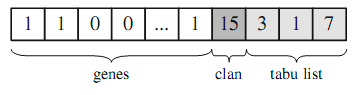 1 1 0 0 ... 1 15 3 1 7
genes clan tabu list